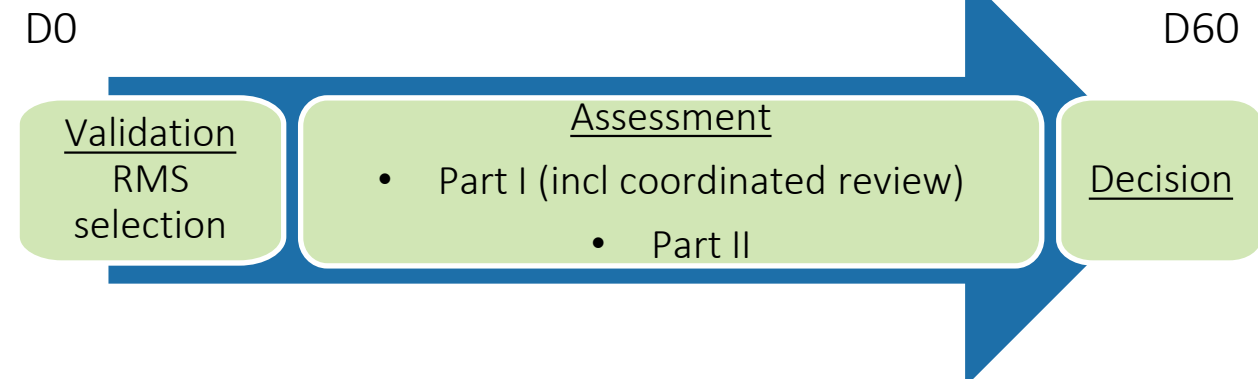 D0
D60
Validation
RMS
selection
Assessment
• Part I (incl coordinated review)
• Part II
Decision